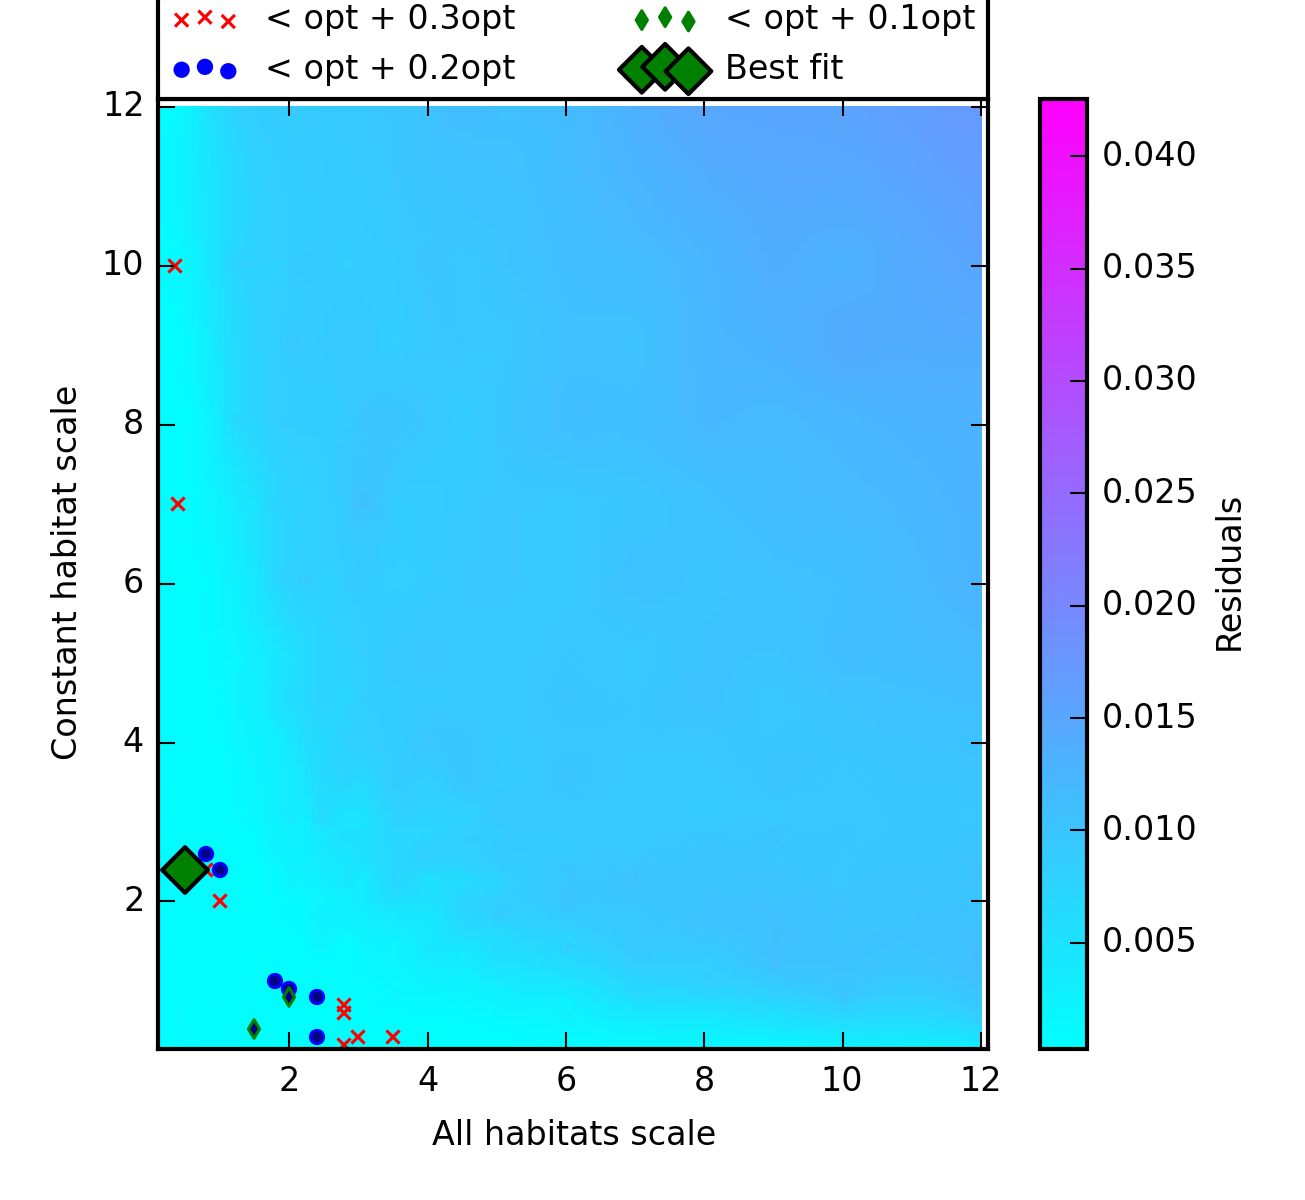 < opt + 0.3opt
< opt + 0.1opt
< opt + 0.2opt
Best fit
12
10
8
6
4
2
Constant habitat scale
2 4 6 8 10 12
All habitats scale
0.040
0.035
0.030
0.025
0.020
0.015
0.010
0.005
Residuals